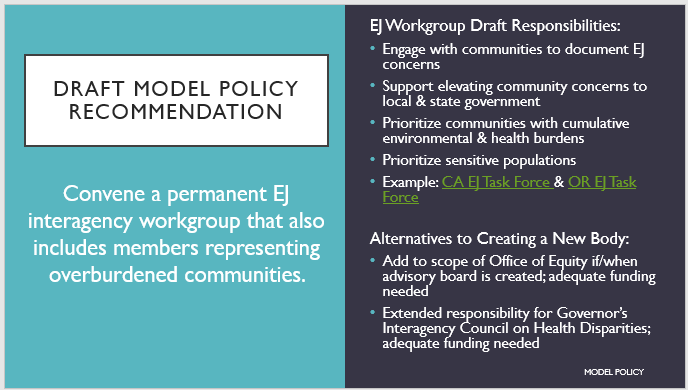 DRAFT MODEL POLICY
RECOMMENDATION
Convene a permanent EJ
interagency workgroup that also
includes members representing
overburdened communities.
EJ Workgroup Draft Responsibilities:
• Engage with communities to document EJ
concerns
• Support elevating community concerns to
local & state government
• Prioritize communities with cumulative
environmental & health burdens
• Prioritize sensitive populations
• Example: CA EJ Task Force & OR EJ Task
Force
Alternatives to Creating a New Body:
• Add to scope of Office of Equity if/when
advisory board is created; adequate funding
needed
• Extended responsibility for Governor's
Interagency Council on Health Disparities;
adequate funding needed
MODEL POLICY